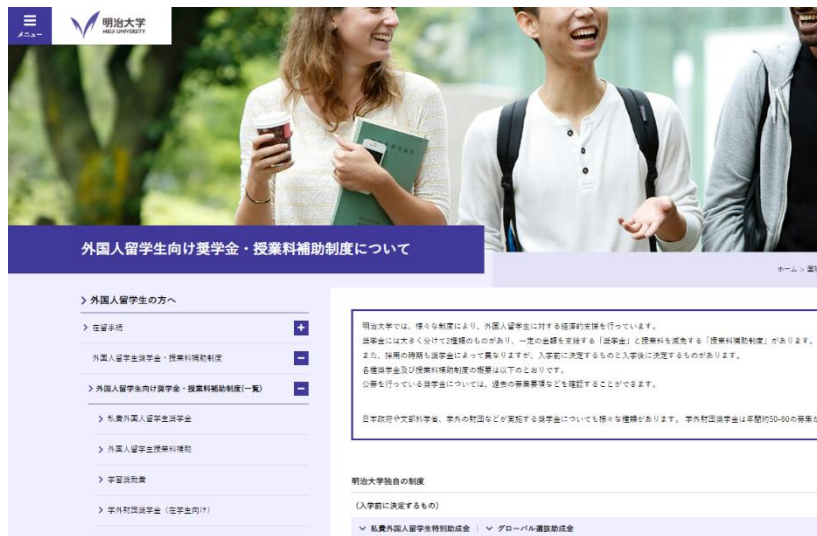 メニュー
明治大学
MEIJI UNIVERSITY
外国人留学生向け奨学金・授業料補助制度について
ホーム > 国際
外国人留学生の方へ
在留手続
外国人留学生奨学金・授業料補助制度
外国人留学生向け奨学金・授業料補助制度(一覧)
私費外国人留学生奨学金
外国人留学生授業料補助
学習奨励費
学外財団奨学金（在学生向け）
明治大学では、様々な制度により、外国人留学生に対する経済的支援を行っています。
奨学金には大きく分けて2種類のものがあり、一定の金額を支給する「奨学金」と授業料を減免する「授業料補助制度」があります。
また、採用の時期も奨学金によって異なりますが、入学前に決定するものと入学後に決定するものがあります。
各種奨学金及び授業料補助制度の概要は以下のとおりです。
公募を行っている奨学金については、過去の募集要項などを確認することができます。
日本政府や文部科学省、学外の財団などが実施する奨学金についても様々な種類があります。 学外財団奨学金は年間約50-60の募集が
明治大学独自の制度
（入学前に決定するもの）
私費外国人留学生特別助成金 | グローバル選抜助成金